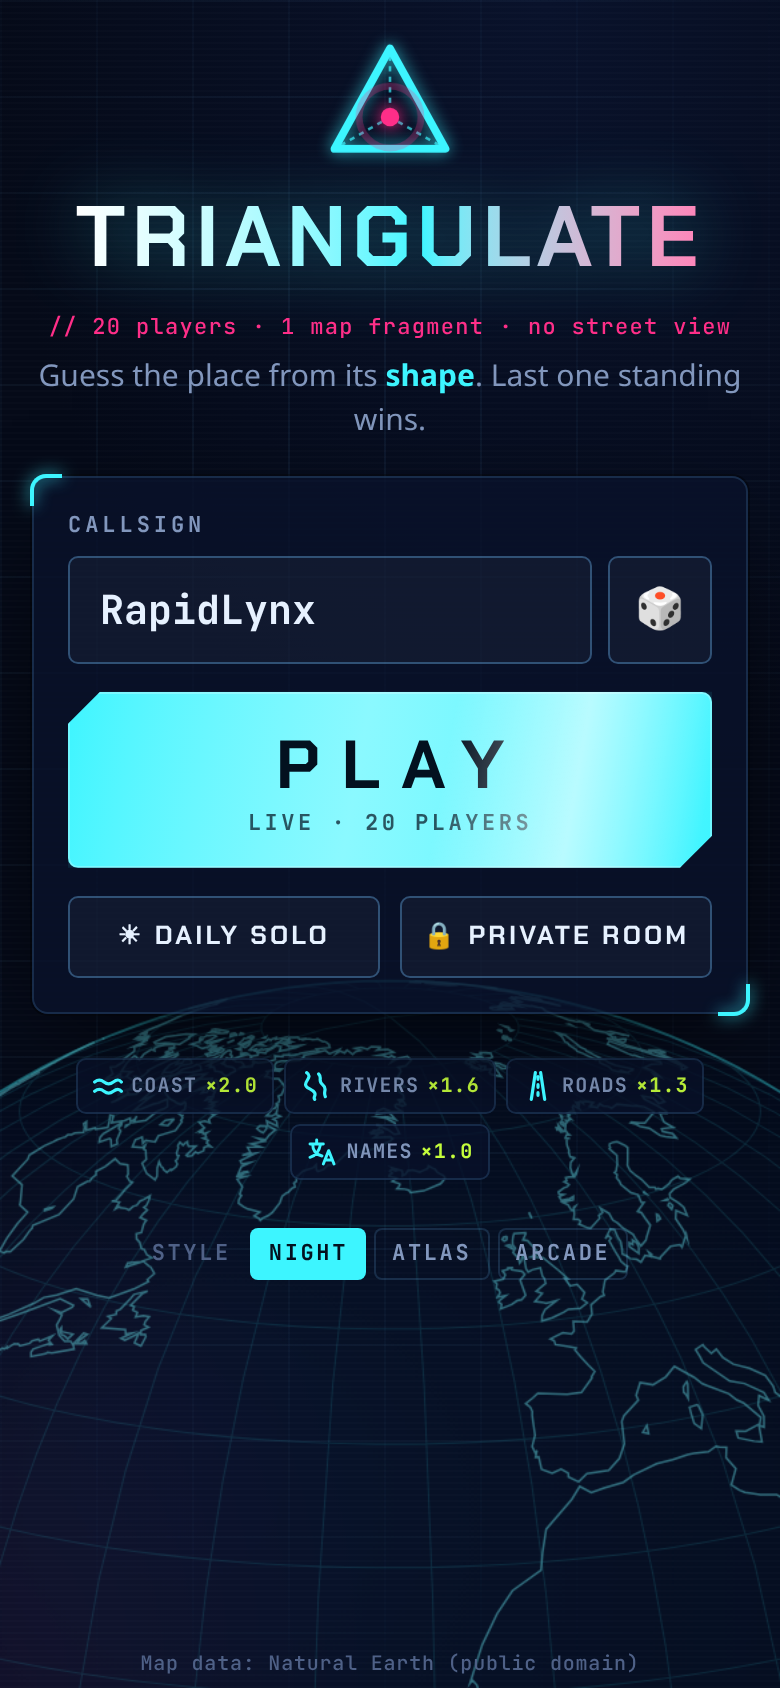 TRIANGULATE
// 20 players · 1 map fragment · no street view
Guess the place from its shape. Last one standing
wins.
CALLSIGN
RapidLynx
PLAY
LIVE · 20 PLAYERS
☀ DAILY SOLO
🔒 PRIVATE ROOM
COAST ×2.0
RIVERS ×1.6
ROADS ×1.3
NAMES ×1.0
STYLE NIGHT ATLAS ARCADE
Map data: Natural Earth (public domain)